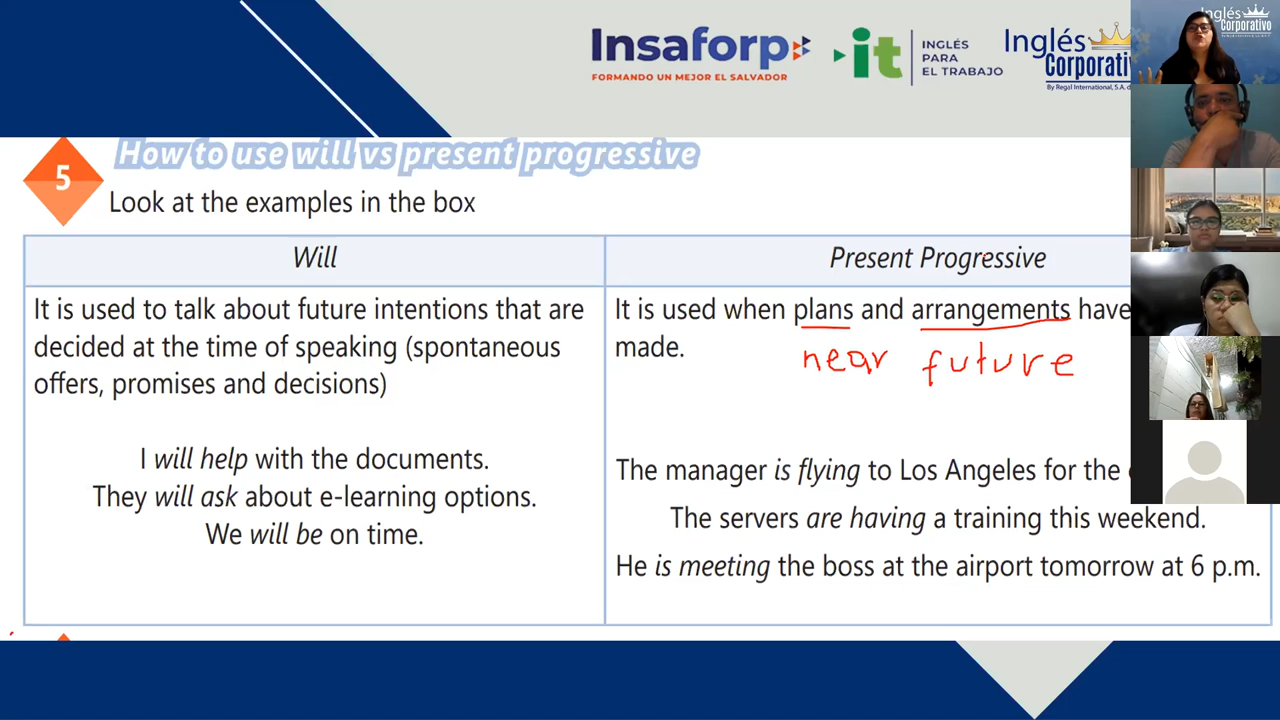 Insaforp
FORMANDO UN MEJOR EL SALVADOR
it
INGLÉS
PARA
EL TRABAJO
Inglés
Corporativ
By Regal International, S.A. d
Inglés
Corporativo
5
How to use will vs present progressive
Look at the examples in the box
Will
It is used to talk about future intentions that are
decided at the time of speaking (spontaneous
offers, promises and decisions)
I will help with the documents.
They will ask about e-learning options.
We will be on time.
Present Progressive
It is used when plans and arrangements have
made.
near future
The manager is flying to Los Angeles for the
The servers are having a training this weekend.
He is meeting the boss at the airport tomorrow at 6 p.m.